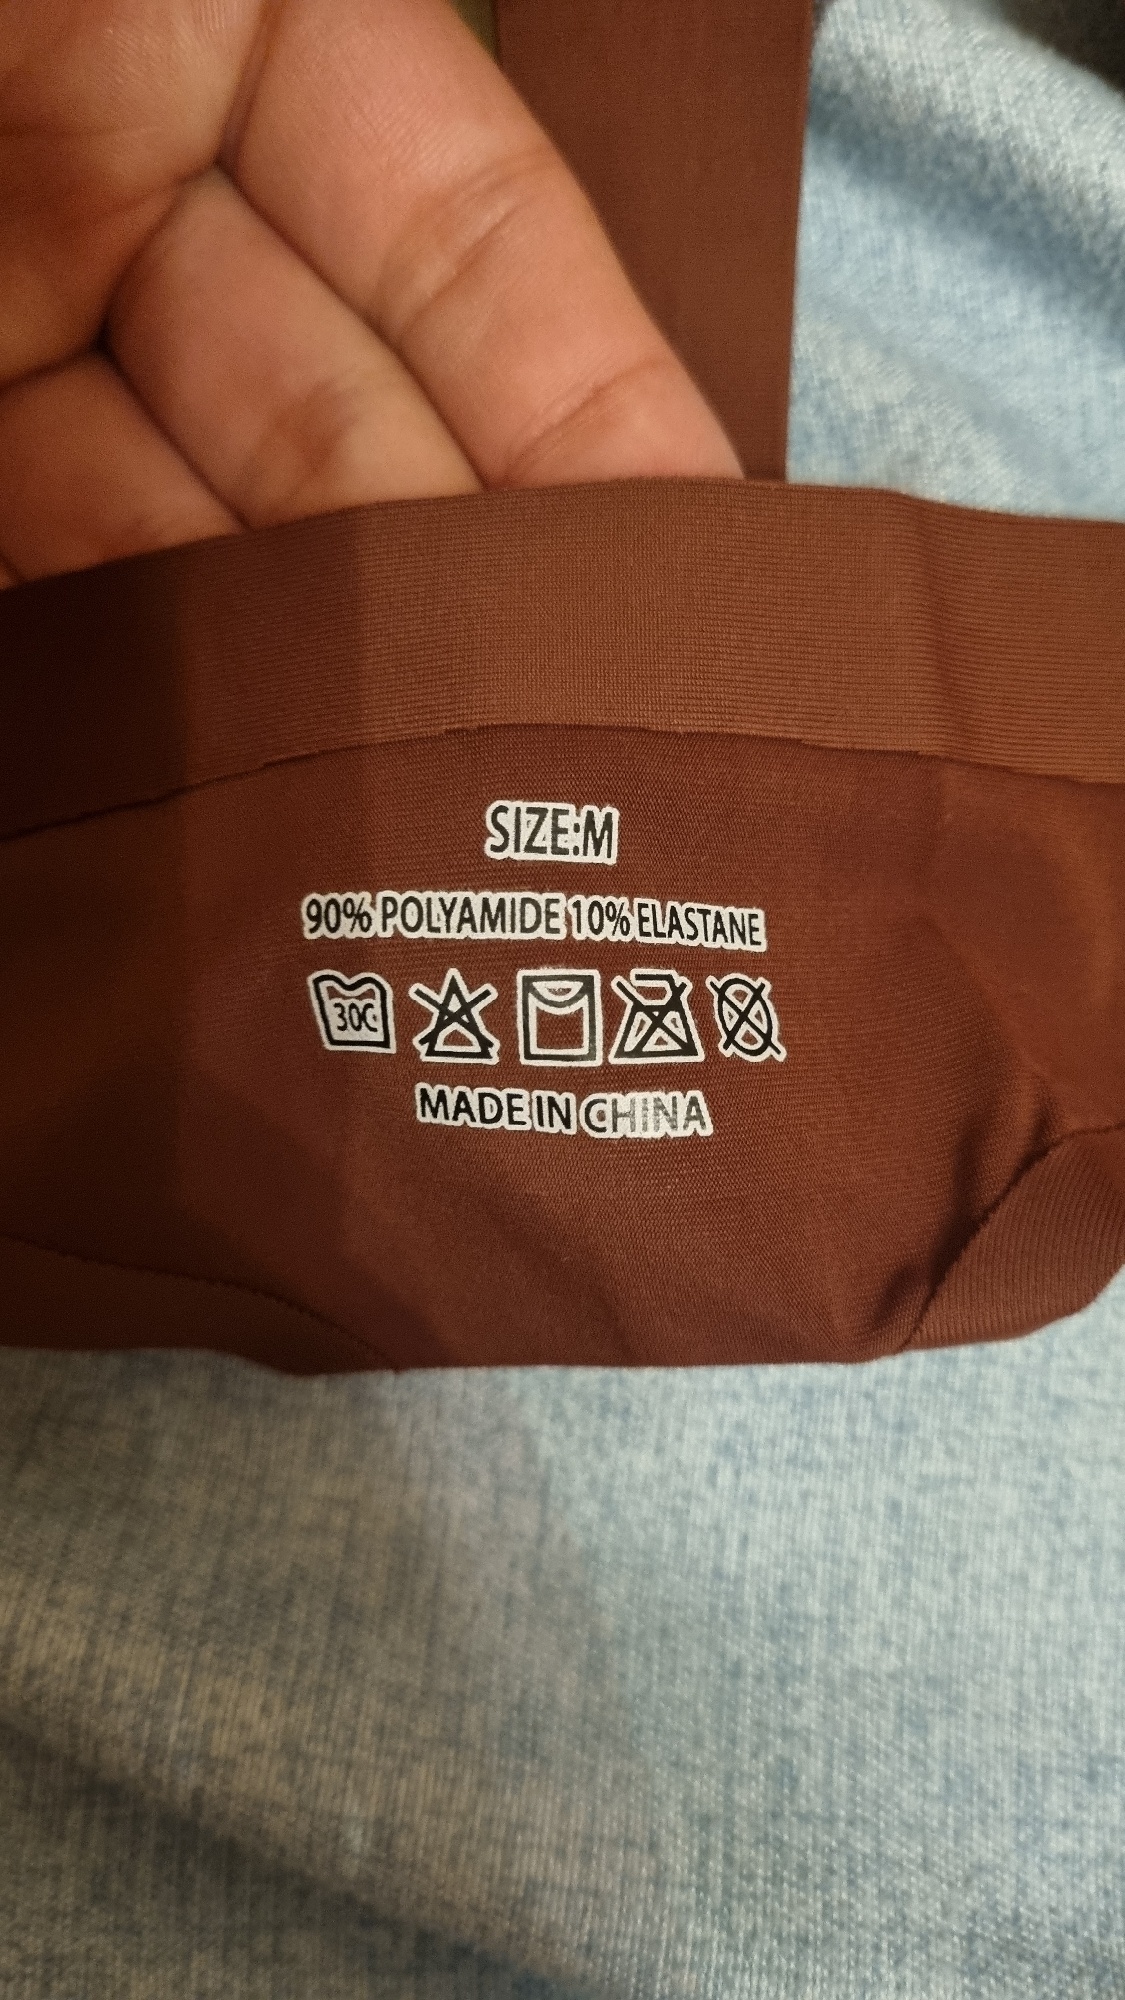 SIZE:M
90% POLYAMIDE 10% ELASTANE
30C
MADE IN CHINA